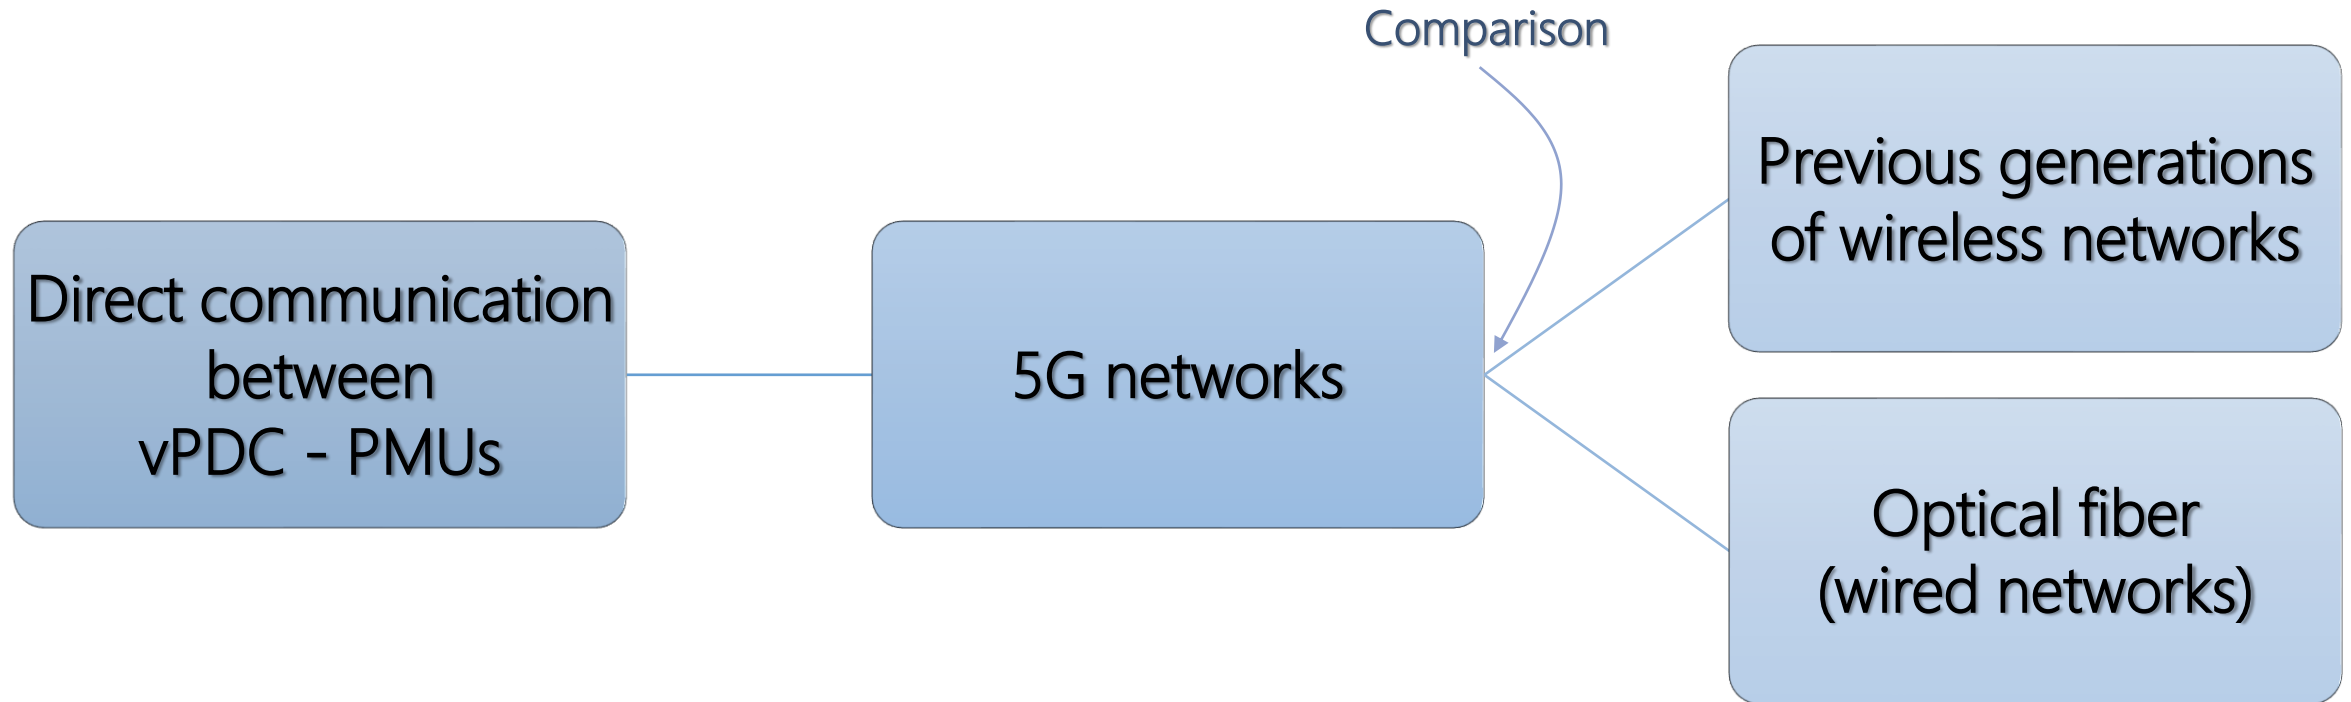 Comparison
Direct communication
between
vPDC - PMUs
5G networks
Previous generations
of wireless networks
Optical fiber
(wired networks)